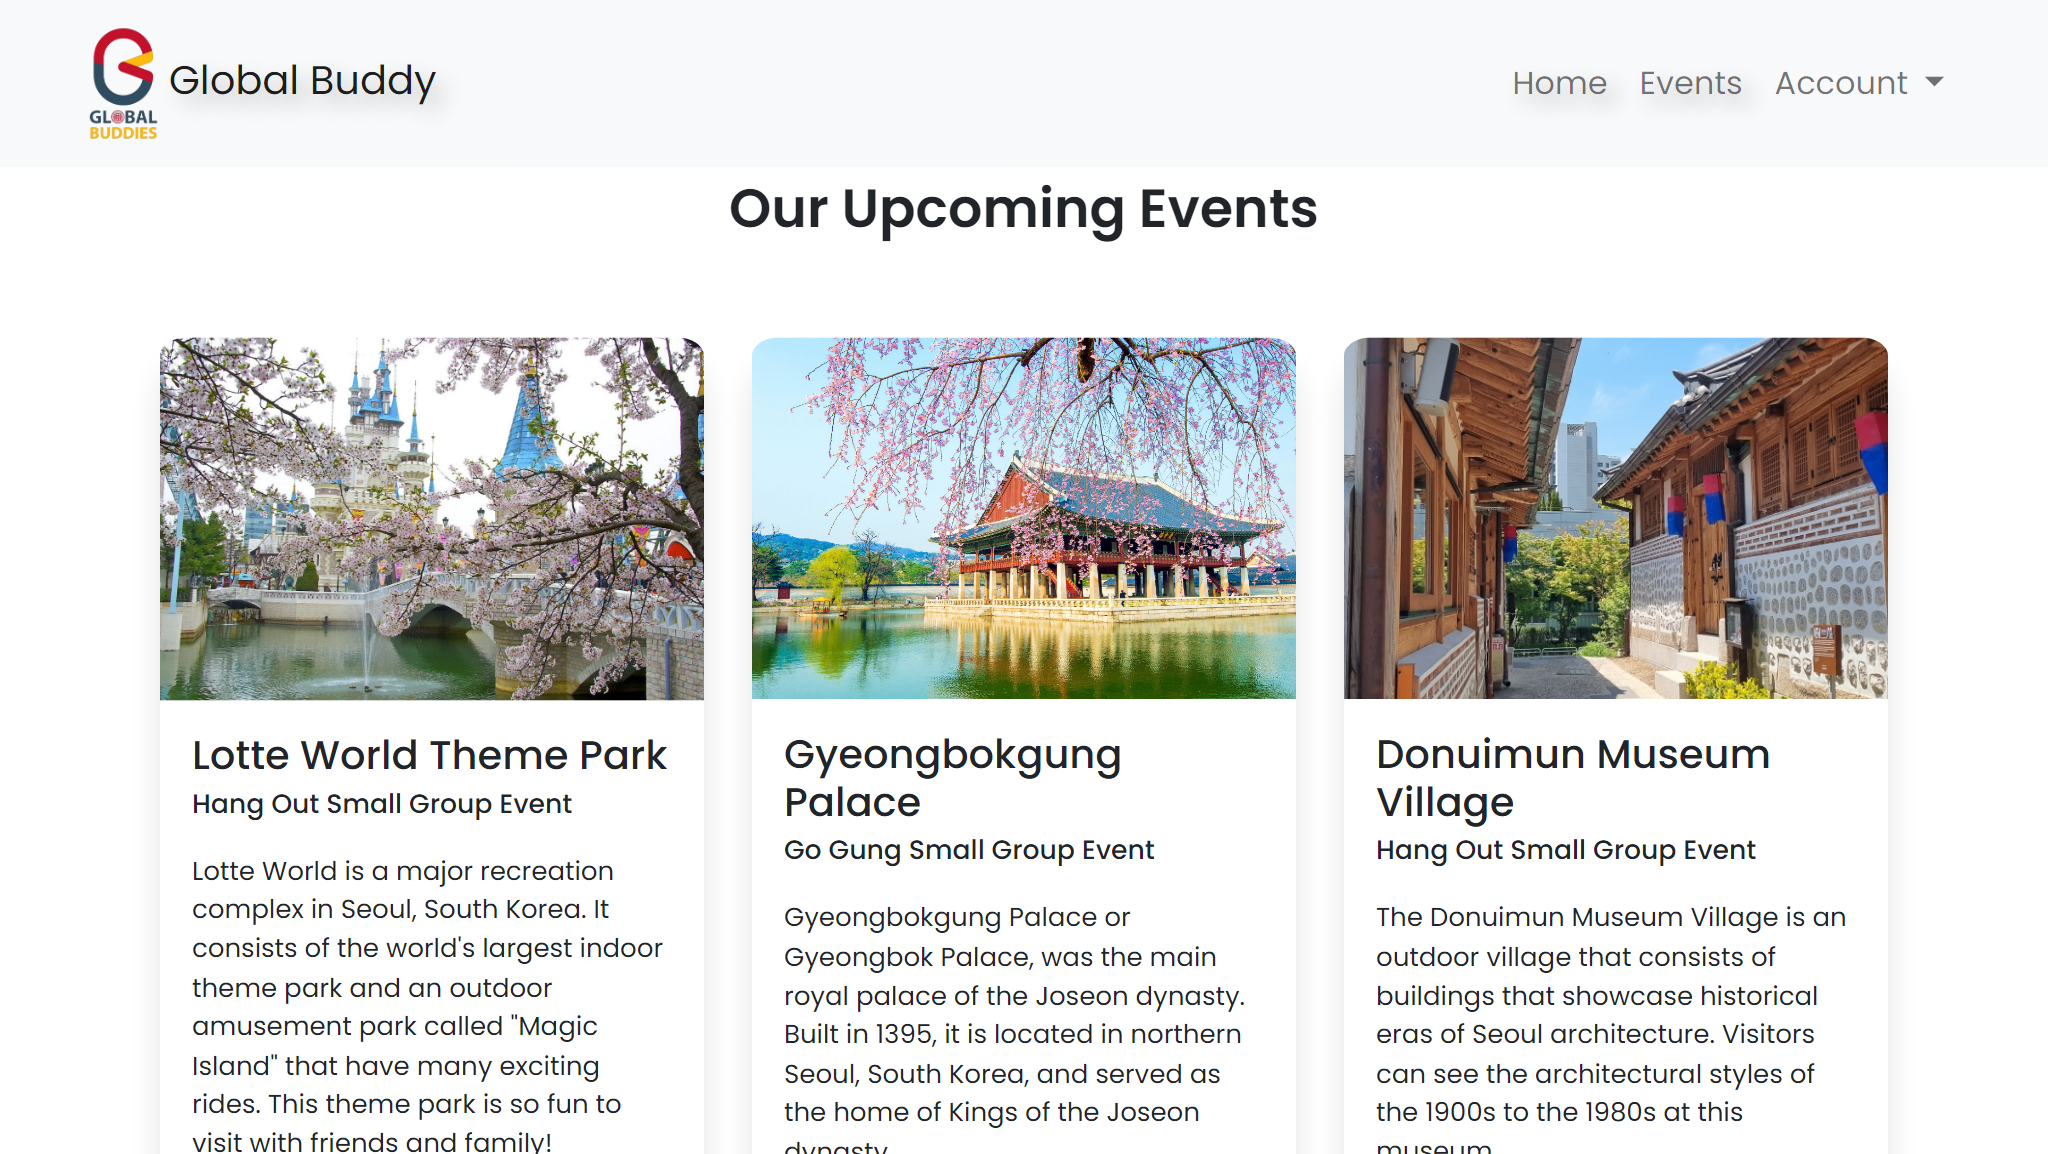 GLOBAL
BUDDIES
Global Buddy
Home Events Account
Our Upcoming Events
Lotte World Theme Park
Hang Out Small Group Event
Lotte World is a major recreation
complex in Seoul, South Korea. It
consists of the world's largest indoor
theme park and an outdoor
amusement park called "Magic
Island" that have many exciting
rides. This theme park is so fun to
visit with friends and family!
Gyeongbokgung
Palace
Go Gung Small Group Event
Gyeongbokgung Palace or
Gyeongbok Palace, was the main
royal palace of the Joseon dynasty.
Built in 1395, it is located in northern
Seoul, South Korea, and served as
the home of Kings of the Joseon
dynasty
Donuimun Museum
Village
Hang Out Small Group Event
The Donuimun Museum Village is an
outdoor village that consists of
buildings that showcase historical
eras of Seoul architecture. Visitors
can see the architectural styles of
the 1900s to the 1980s at this
museum